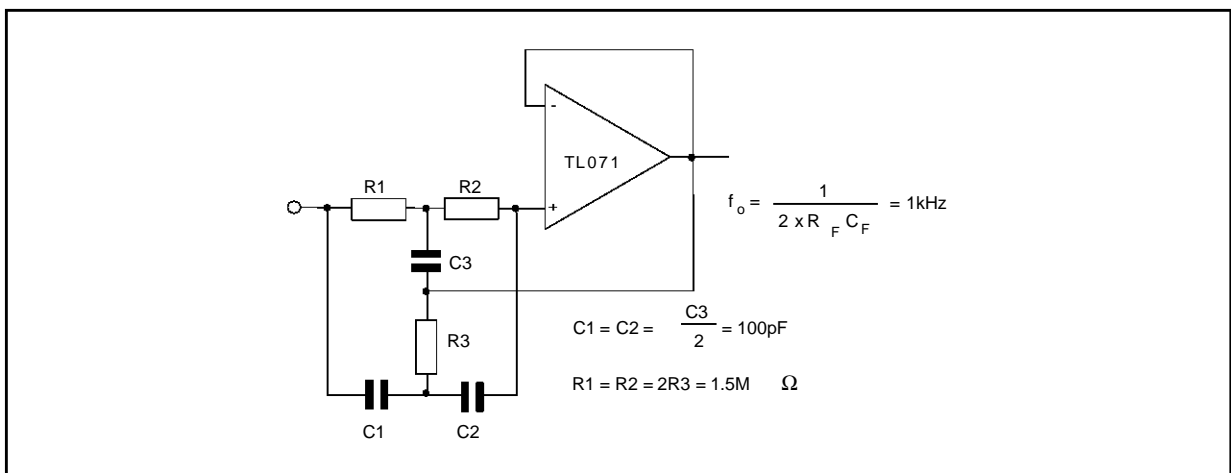 -
TL071
R1
R2
+
f o = 1 / 2 x R F C F = 1kHz
C3
C1 = C2 = C3 / 2 = 100pF
R3
R1 = R2 = 2R3 = 1.5M Ω
C1
C2